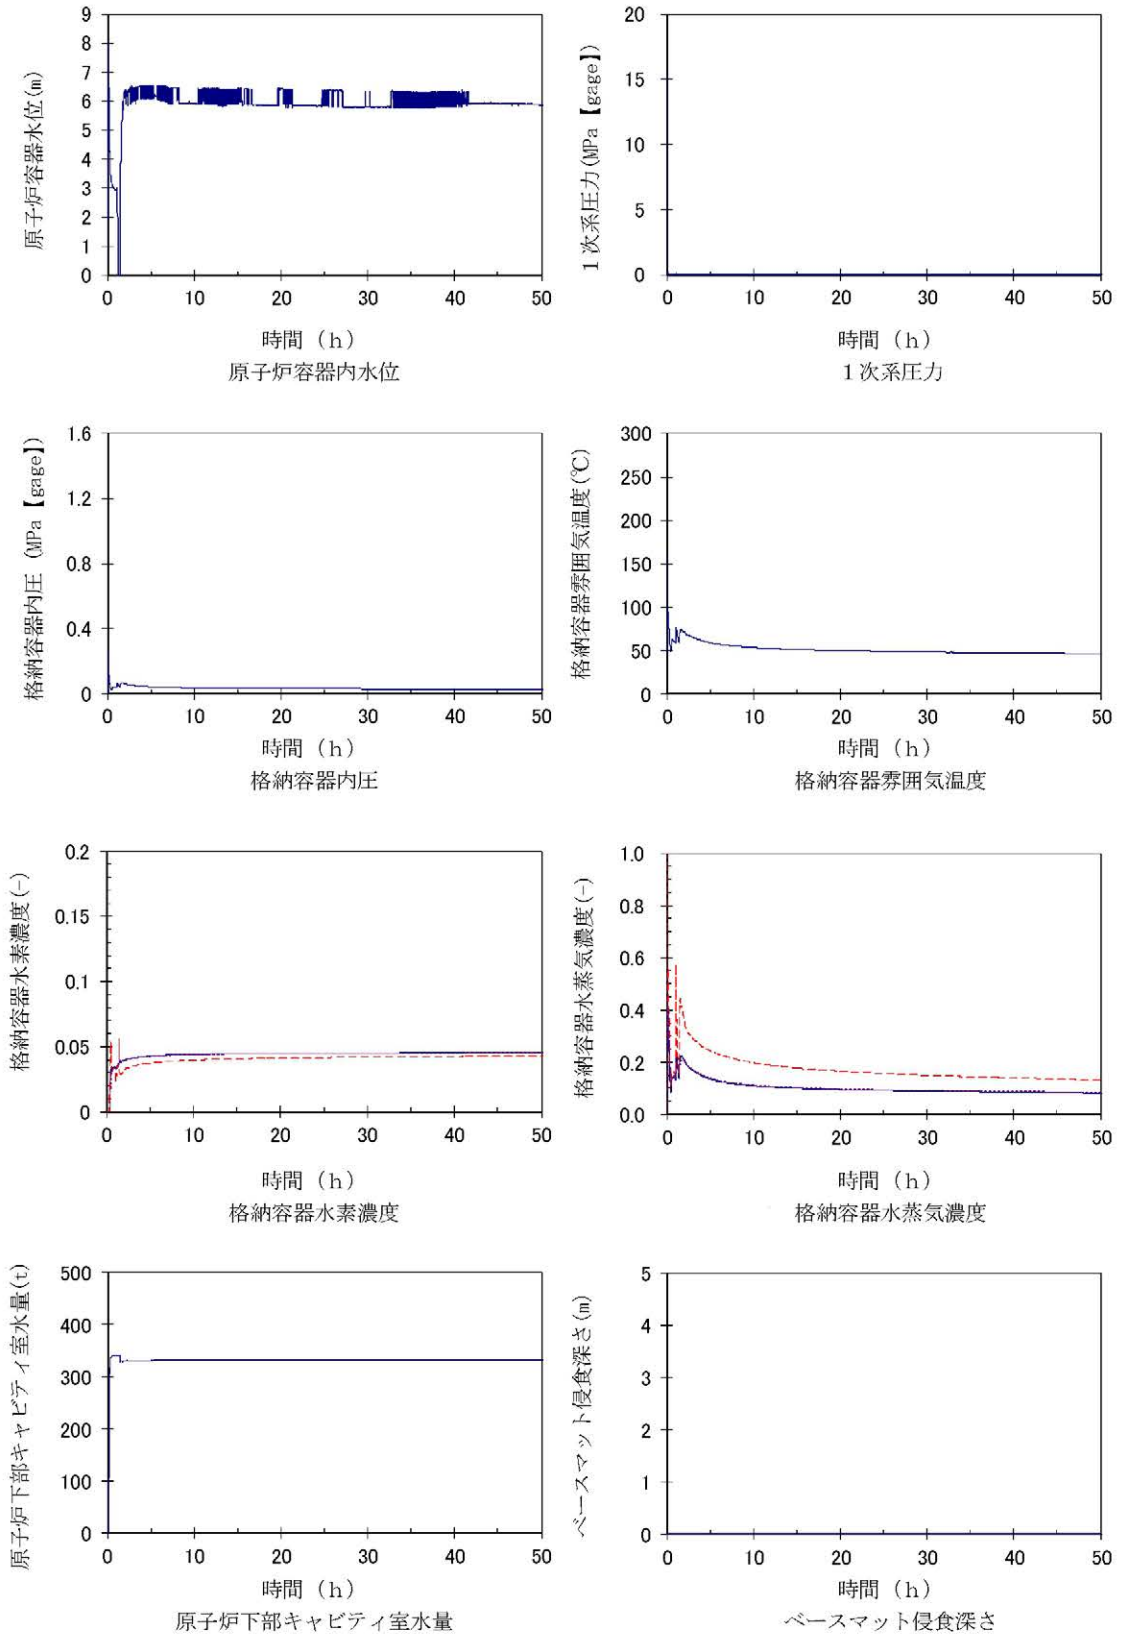 9
8
7
6
5
4
3
2
1
0
原子炉容器水位(m)
0 10 20 30 40 50
時間 (h)
原子炉容器内水位
20
15
10
5
0
1次系圧力(MPa【gage】)
0 10 20 30 40 50
時間 (h)
1次系圧力
1.6
1.2
0.8
0.4
0
格納容器内圧 (MPa【gage】)
0 10 20 30 40 50
時間 (h)
格納容器内圧
300
250
200
150
100
50
0
格納容器雰囲気温度(℃)
0 10 20 30 40 50
時間 (h)
格納容器雰囲気温度
0.2
0.15
0.1
0.05
0
格納容器水素濃度(-)
0 10 20 30 40 50
時間 (h)
格納容器水素濃度
1.0
0.8
0.6
0.4
0.2
0.0
格納容器水蒸気濃度(-)
0 10 20 30 40 50
時間 (h)
格納容器水蒸気濃度
500
400
300
200
100
0
原子炉下部キャビティ室水量(t)
0 10 20 30 40 50
時間 (h)
原子炉下部キャビティ室水量
5
4
3
2
1
0
ベースマット侵食深さ(m)
0 10 20 30 40 50
時間 (h)
ベースマット侵食深さ